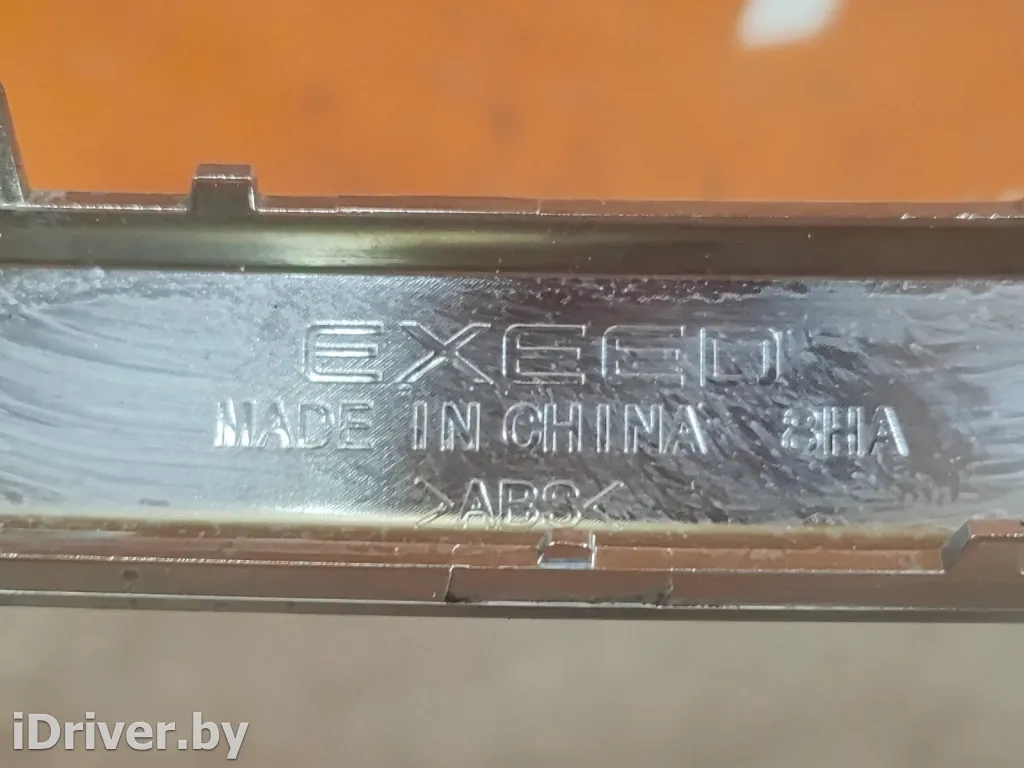 EXEED
MADE IN CHINA 8HA
>ABS<
iDriver.by